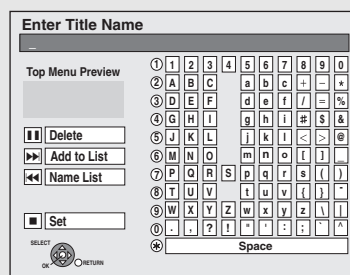 Enter Title Name
_
Top Menu Preview
① 1 2 3 4 5 6 7 8 9 0
② A B C a b c + − *
③ D E F d e f / = %
④ G H I g h i # $ &
⑤ J K L j k l < > @
⑥ M N O m n o [ ] _
⑦ P Q R S p q r s ( )
⑧ T U V t u v { } ¯
⑨ W X Y Z w x y z \ |
⓪ . , ? ! " ' : ; ` ^
Space
Delete
Add to List
Name List
Set
SELECT
OK
RETURN